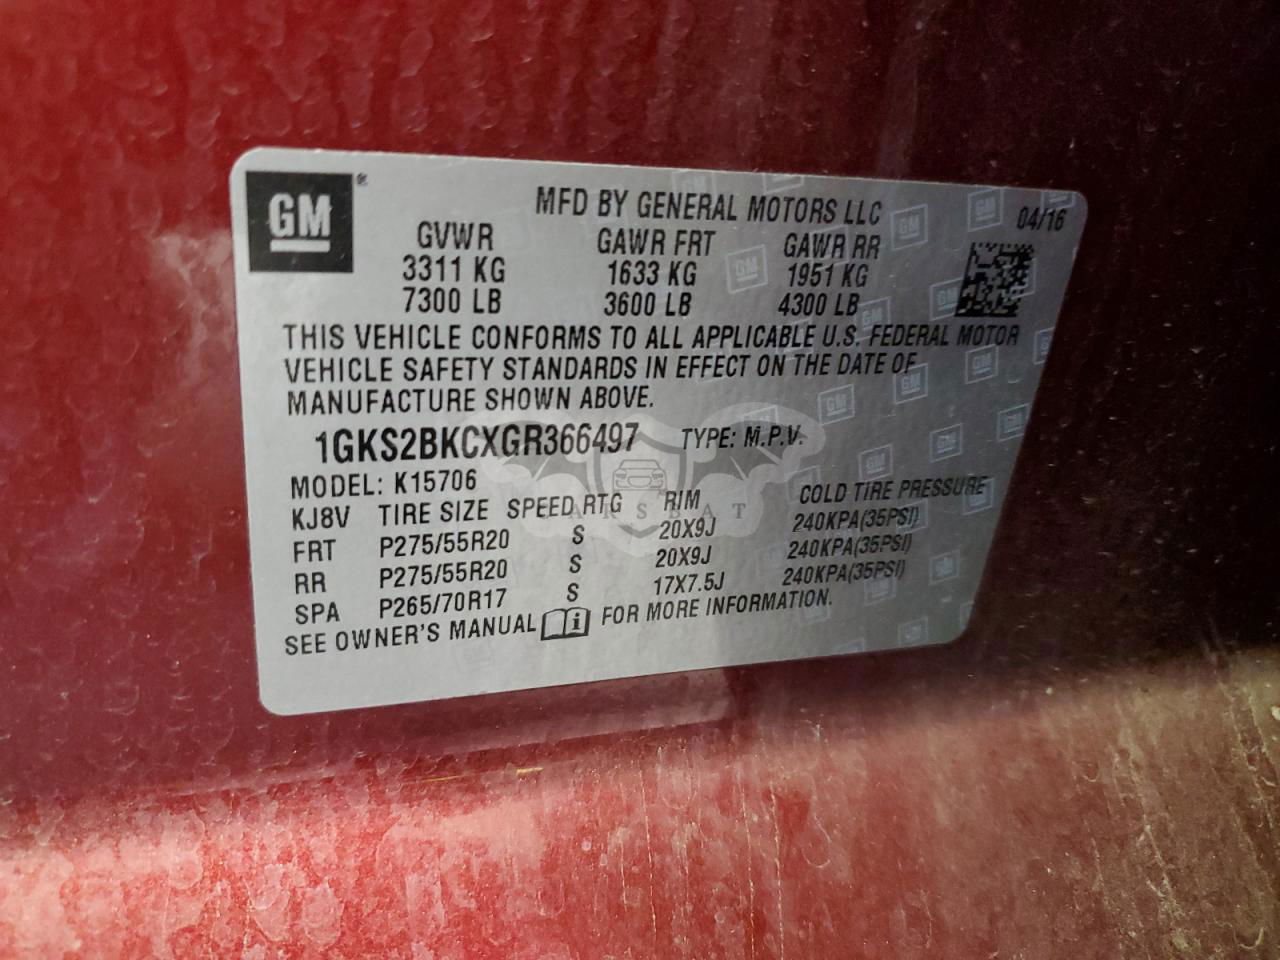 GM®
MFD BY GENERAL MOTORS LLC 04/16
GVWR GAWR FRT GAWR RR
3311 KG 1633 KG 1951 KG
7300 LB 3600 LB 4300 LB
THIS VEHICLE CONFORMS TO ALL APPLICABLE U.S. FEDERAL MOTOR
VEHICLE SAFETY STANDARDS IN EFFECT ON THE DATE OF
MANUFACTURE SHOWN ABOVE.
1GKS2BKCXGR366497 TYPE: M.P.V.
MODEL: K15706
KJ8V TIRE SIZE SPEED RTG RIM COLD TIRE PRESSURE
FRT P275/55R20 S 20X9J 240KPA(35PSI)
RR P275/55R20 S 20X9J 240KPA(35PSI)
SPA P265/70R17 S 17X7.5J 240KPA(35PSI)
SEE OWNER'S MANUAL FOR MORE INFORMATION.
CARSBAT